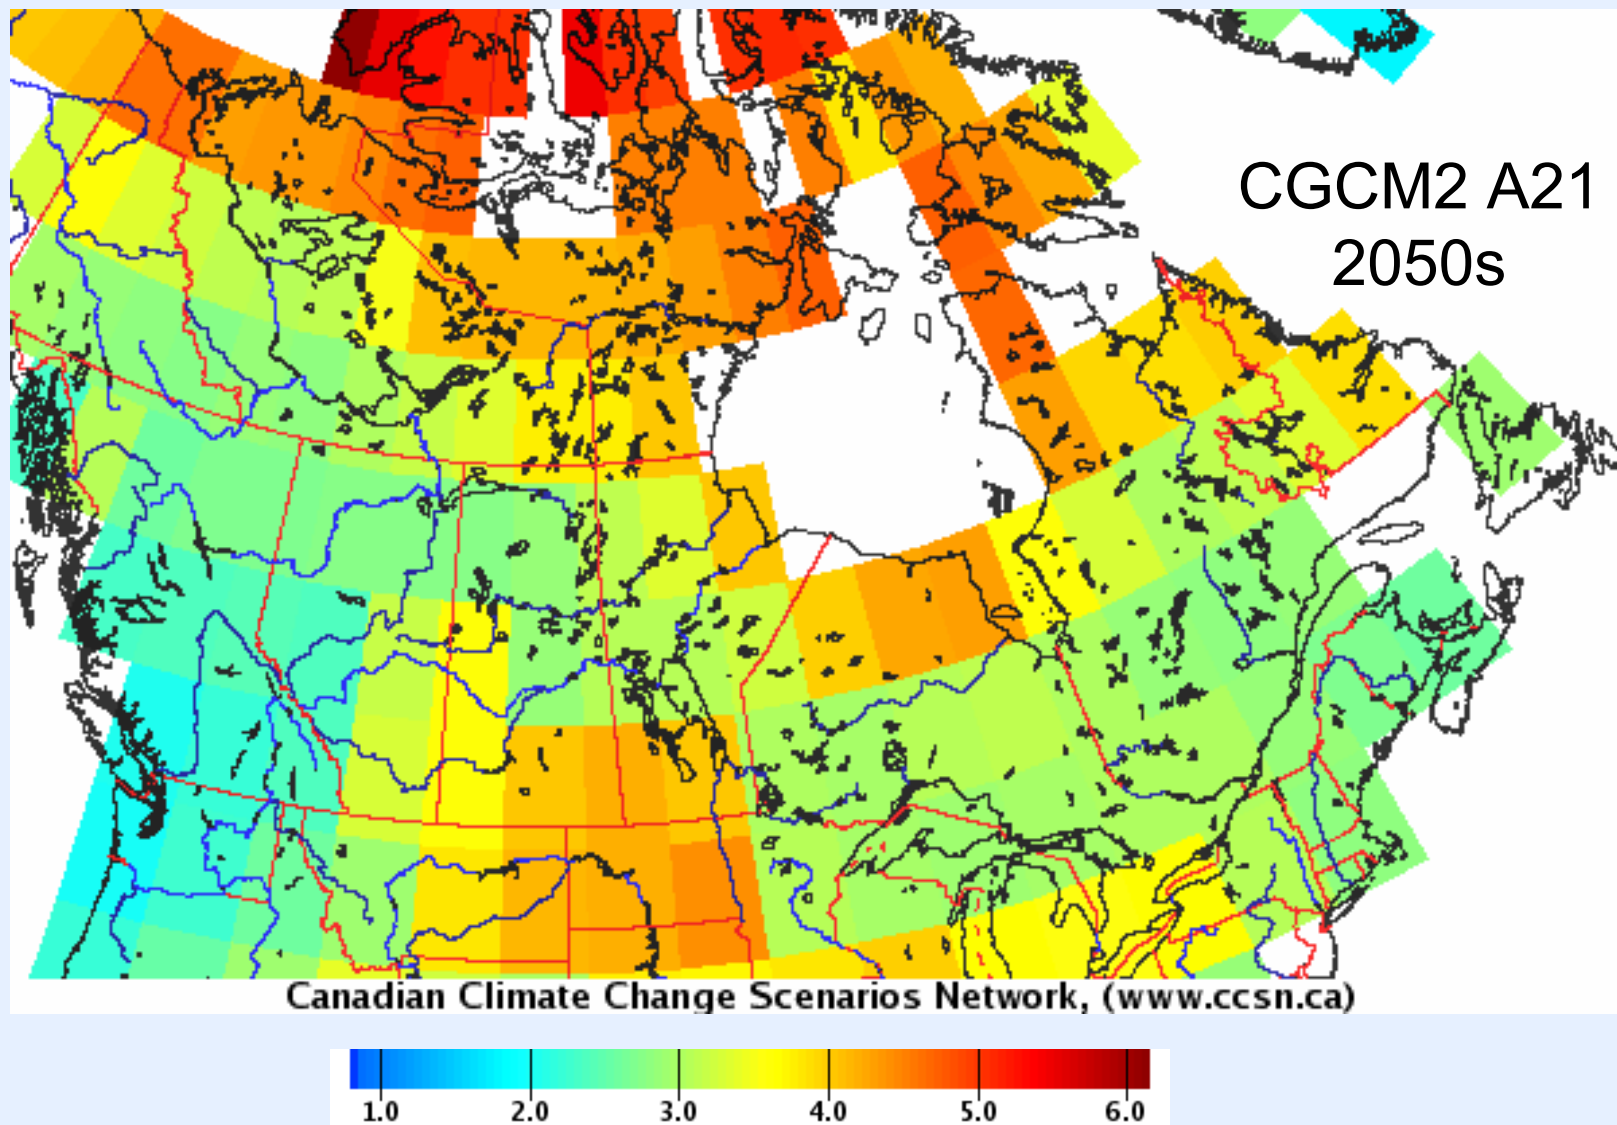 CGCM2 A21
2050s
Canadian Climate Change Scenarios Network, (www.ccsn.ca)
1.0 2.0 3.0 4.0 5.0 6.0